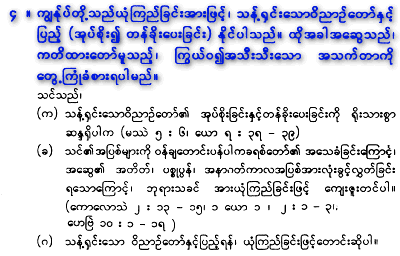 ၄ ။ ကျွန်ုပ်တို့သည်ယုံကြည်ခြင်းအားဖြင့်၊ သန့်ရှင်းသောဝိညာဉ်တော်နှင့်
ပြည့် (အုပ်စိုး၍ တန်ခိုးပေးခြင်း) နိုင်ပါသည်။ ထိုအခါအဆွေသည်၊
ကတိထားတော်မူသည့်၊ ကြွယ်ဝ၍အသီးသီးသော အသက်တာကို
တွေ့ကြုံခံစားရပါမည်။
သင်သည်၊
(က) သန့်ရှင်းသောဝိညာဉ်တော်၏ အုပ်စိုးခြင်းနှင့်တန်ခိုးပေးခြင်းကို ရိုးသားစွာ
ဆန္ဒရှိပါက (မဿဲ ၅ : ၆၊ ယော ရ : ၃ရ – ၃၉)
(ခ) သင်၏အပြစ်များကို ဝန်ချတောင်းပန်ပါကခရစ်တော်၏ အသေခံခြင်းကြောင့်၊
အဆွေ၏ အတိတ်၊ ပစ္စုပ္ပန်၊ အနာဂတ်ကာလအပြစ်အားလုံးခွင့်လွှတ်ခြင်း
ရသောကြောင့်၊ ဘုရားသခင် အားယုံကြည်ခြင်းဖြင့် ကျေးဇူးတင်ပါ။
(ကောလောသဲ ၂ : ၁၃ – ၁၅၊ ၁ ယော ၁ ၊ ၂ : ၁ – ၃၊
ဟေဗြဲ ၁၀ : ၁ – ၁ရ )
(ဂ) သန့်ရှင်းသော ဝိညာဉ်တော်နှင့်ပြည့်ရန်၊ ယုံကြည်ခြင်းဖြင့်တောင်းဆိုပါ။